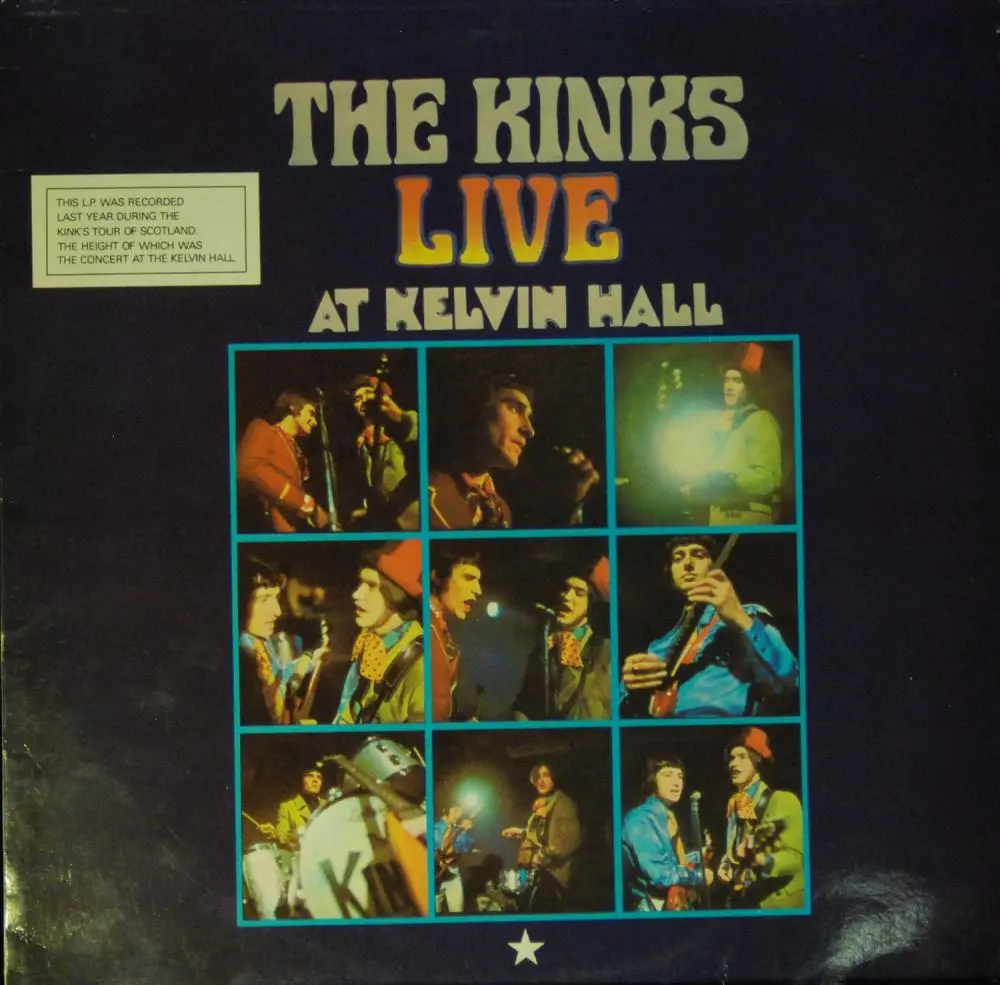 THE KINKS
LIVE
AT KELVIN HALL
THIS L.P. WAS RECORDED
LAST YEAR DURING THE
KINK'S TOUR OF SCOTLAND.
THE HEIGHT OF WHICH WAS
THE CONCERT AT THE KELVIN HALL
KIN